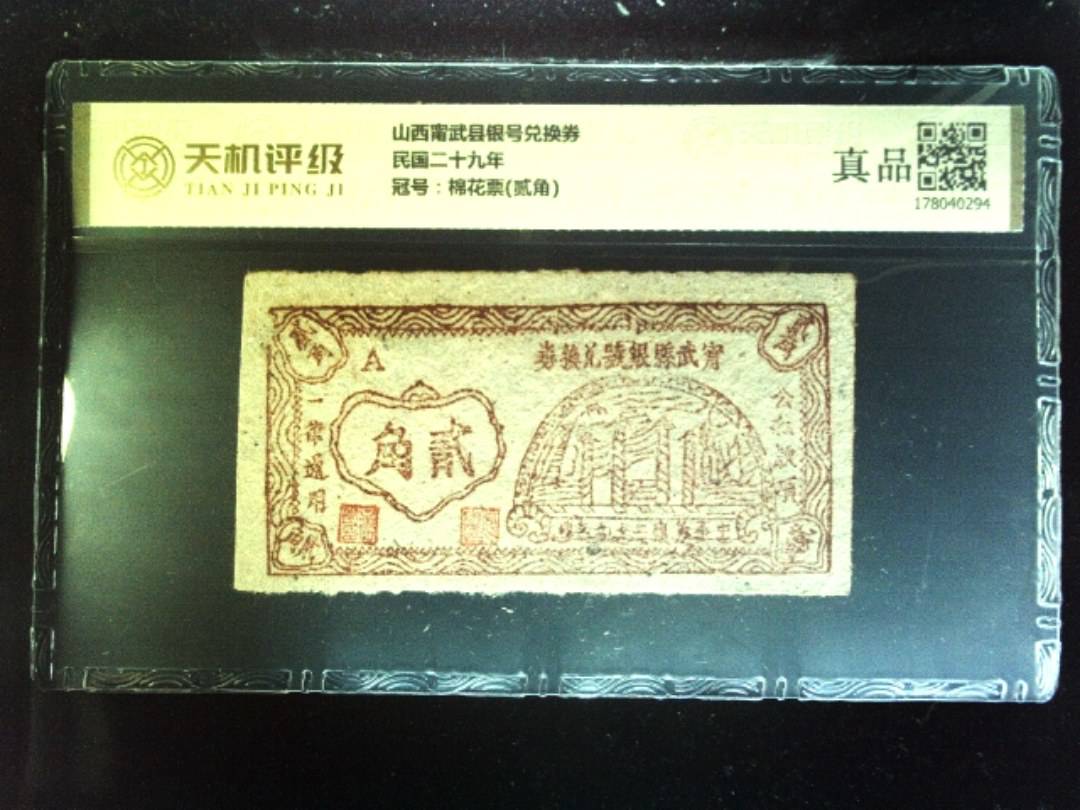 天机评级
TIAN JI PING JI
山西甯武县银号兑换券
民国二十九年
冠号：棉花票(贰角)
真品
178040294
A
甯武縣銀號兌換券
貳角
一律通用